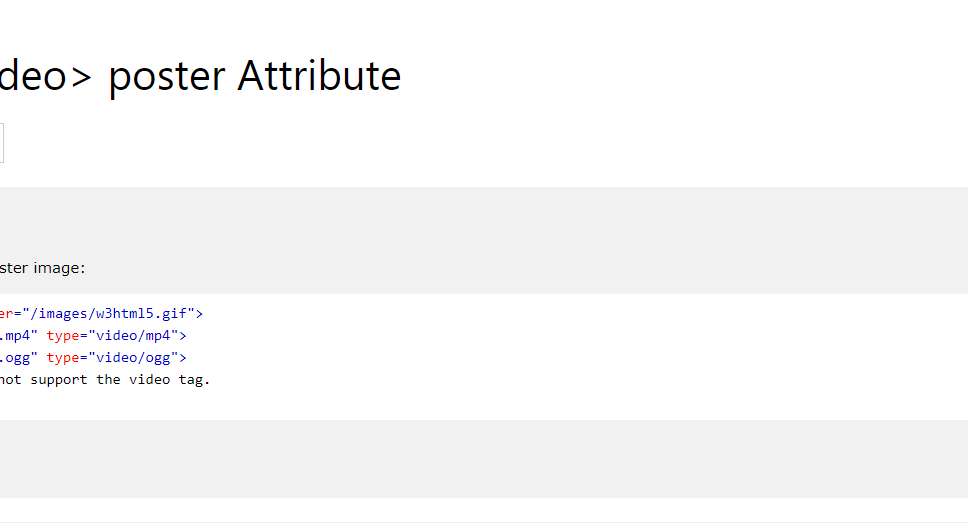 deo> poster Attribute
ster image:
er="/images/w3html5.gif">
.mp4" type="video/mp4">
.ogg" type="video/ogg">
not support the video tag.